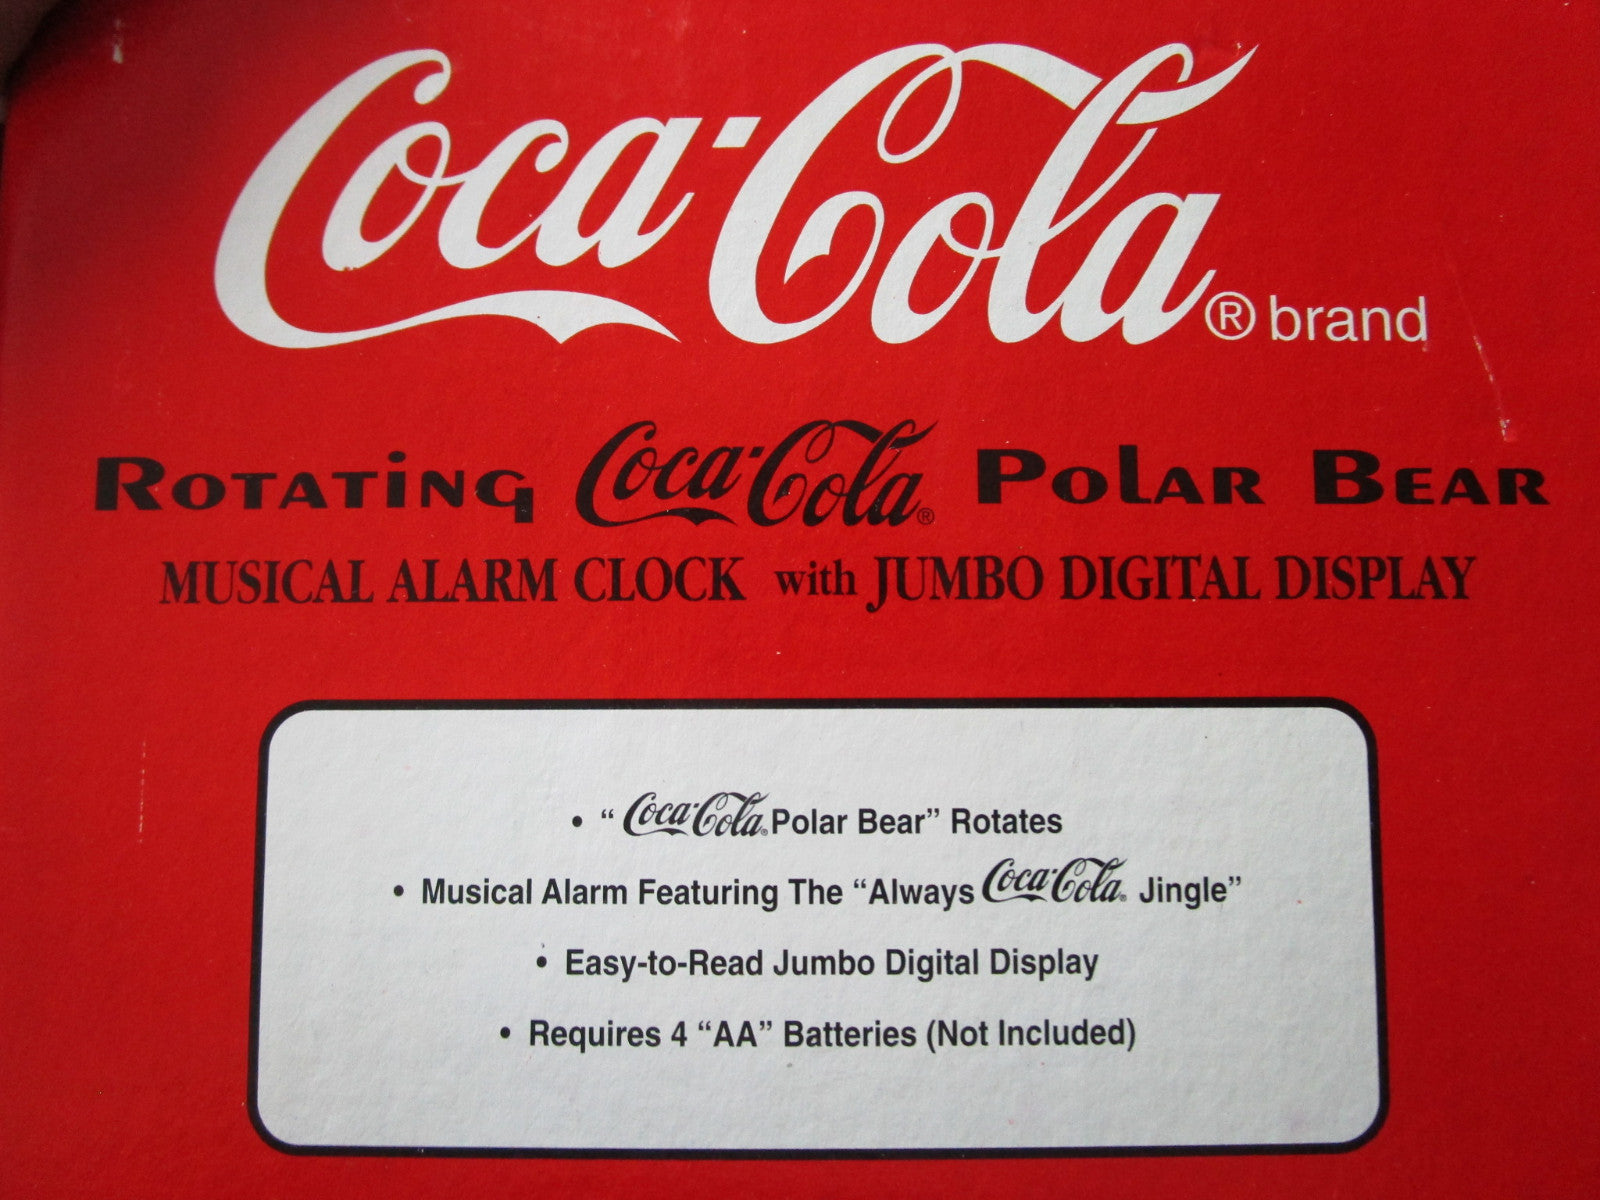 Coca-Cola® brand
Rotating Coca-Cola® Polar Bear
MUSICAL ALARM CLOCK with JUMBO DIGITAL DISPLAY
• “Coca-Cola® Polar Bear” Rotates
• Musical Alarm Featuring The “Always Coca-Cola® Jingle”
• Easy-to-Read Jumbo Digital Display
• Requires 4 “AA” Batteries (Not Included)